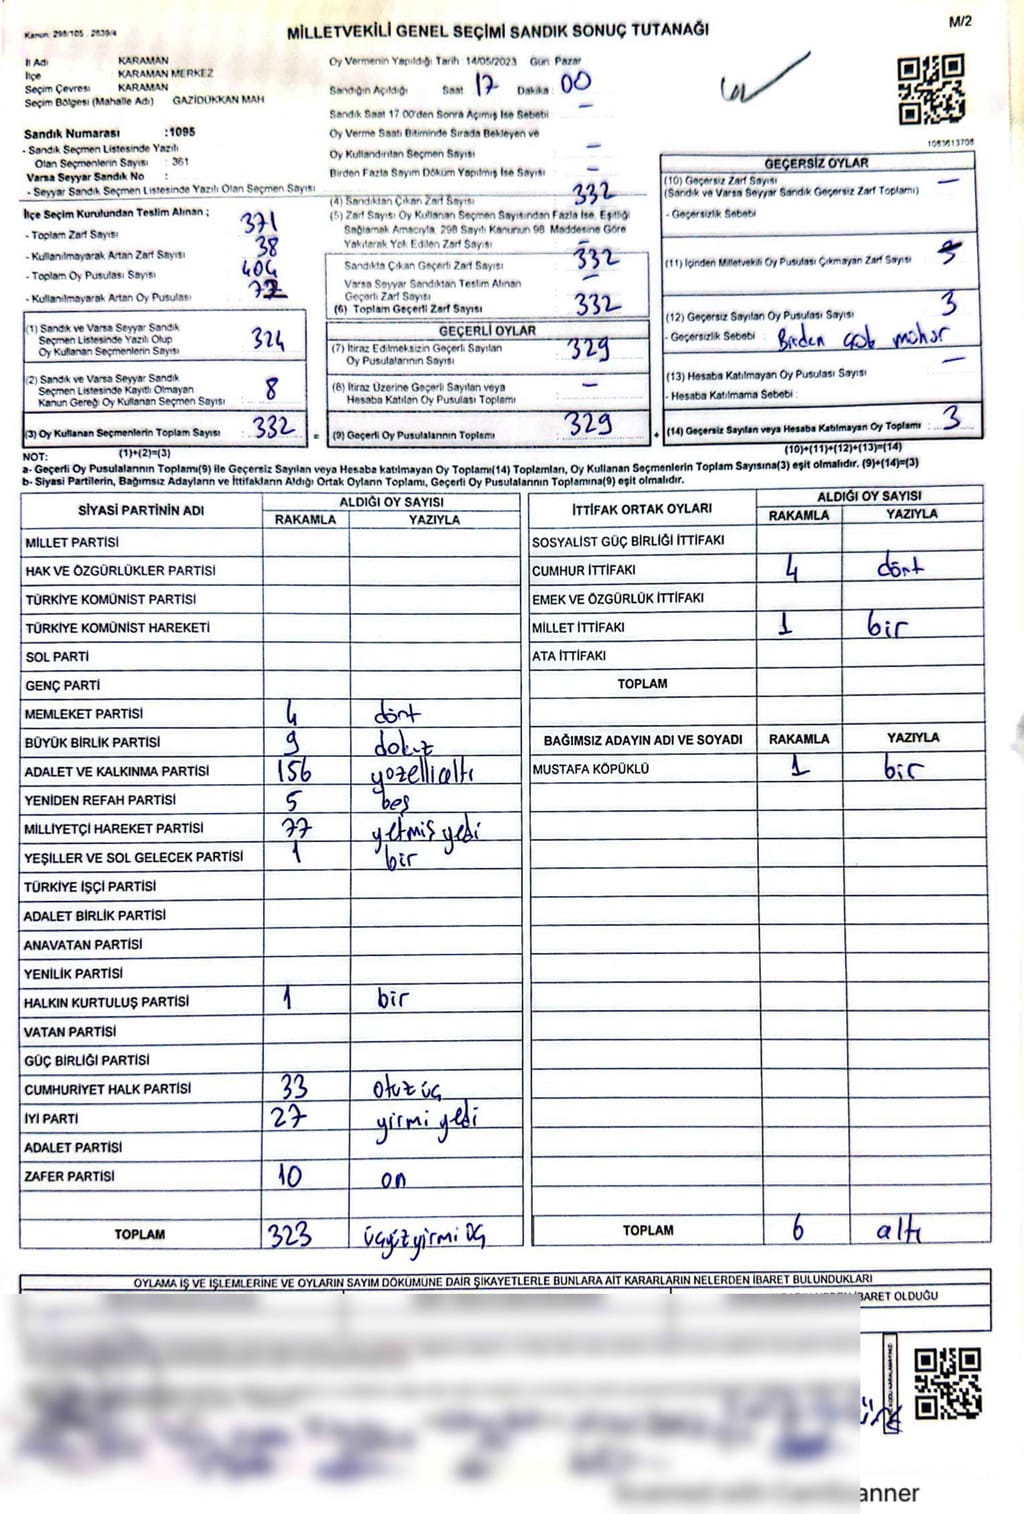 Kanun: 298/105 . 2839/4
MİLLETVEKİLİ GENEL SEÇİMİ SANDIK SONUÇ TUTANAĞI
M/2
İl Adı KARAMAN
İlçe KARAMAN MERKEZ
Seçim Çevresi KARAMAN
Seçim Bölgesi (Mahalle Adı) GAZİDÜKKAN MAH
Sandık Numarası :1095
- Sandık Seçmen Listesinde Yazılı
Olan Seçmenlerin Sayısı : 361
Varsa Seyyar Sandık No :
- Seyyar Sandık Seçmen Listesinde Yazılı Olan Seçmen Sayısı
Oy Vermenin Yapıldığı Tarih 14/05/2023 Gün Pazar
Sandığın Açıldığı Saat 17 Dakika 00
Sandık Saat 17.00'den Sonra Açımış İse Sebebi –
Oy Verme Saati Bitiminde Sırada Bekleyen ve
Oy Kullandırılan Seçmen Sayısı –
Birden Fazla Sayım Döküm Yapılmış İse Sayısı –
1083613708
İlçe Seçim Kurulundan Teslim Alınan ;
- Toplam Zarf Sayısı 371
- Kullanılmayarak Artan Zarf Sayısı 38
- Toplam Oy Pusulası Sayısı 404
- Kullanılmayarak Artan Oy Pusulası 72
(1) Sandık ve Varsa Seyyar Sandık
Seçmen Listesinde Yazılı Olup
Oy Kullanan Seçmenlerin Sayısı 324
(2) Sandık ve Varsa Seyyar Sandık
Seçmen Listesinde Kayıtlı Olmayan
Kanun Gereği Oy Kullanan Seçmen Sayısı 8
(3) Oy Kullanan Seçmenlerin Toplam Sayısı 332
(4) Sandıktan Çıkan Zarf Sayısı 332
(5) Zarf Sayısı Oy Kullanan Seçmen Sayısından Fazla İse, Eşitliği
Sağlamak Amacıyla, 298 Sayılı Kanunun 98 Maddesine Göre
Yakılarak Yok Edilen Zarf Sayısı –
Sandıkta Çıkan Geçerli Zarf Sayısı 332
Varsa Seyyar Sandıktan Teslim Alınan
Geçerli Zarf Sayısı –
(6) Toplam Geçerli Zarf Sayısı 332
GEÇERLİ OYLAR
(7) İtiraz Edilmeksizin Geçerli Sayılan
Oy Pusulalarının Sayısı 329
(8) İtiraz Üzerine Geçerli Sayılan veya
Hesaba Katılan Oy Pusulası Toplamı –
= (9) Geçerli Oy Pusulalarının Toplamı 329
GEÇERSİZ OYLAR
(10) Geçersiz Zarf Sayısı –
(Sandık ve Varsa Seyyar Sandık Geçersiz Zarf Toplamı)
- Geçersizlik Sebebi
(11) İçinden Milletvekili Oy Pusulası Çıkmayan Zarf Sayısı
(12) Geçersiz Sayılan Oy Pusulası Sayısı 3
- Geçersizlik Sebebi : Birden çok mühür
(13) Hesaba Katılmayan Oy Pusulası Sayısı –
- Hesaba Katılmama Sebebi :
+ (14) Geçersiz Sayılan veya Hesaba Katılmayan Oy Toplamı : 3
NOT: (1)+(2)=(3)
(10)+(11)+(12)+(13)=(14)
a- Geçerli Oy Pusulalarının Toplamı(9) ile Geçersiz Sayılan veya Hesaba katılmayan Oy Toplamı(14) Toplamları, Oy Kullanan Seçmenlerin Toplam Sayısına(3) eşit olmalıdır. (9)+(14)=(3)
b- Siyasi Partilerin, Bağımsız Adayların ve İttifakların Aldığı Ortak Oyların Toplamı, Geçerli Oy Pusulalarının Toplamına(9) eşit olmalıdır.
SİYASİ PARTİNİN ADI ALDIĞI OY SAYISI
RAKAMLA YAZIYLA
MİLLET PARTİSİ
HAK VE ÖZGÜRLÜKLER PARTİSİ
TÜRKİYE KOMÜNİST PARTİSİ
TÜRKİYE KOMÜNİST HAREKETİ
SOL PARTİ
GENÇ PARTİ
MEMLEKET PARTİSİ 4 dört
BÜYÜK BİRLİK PARTİSİ 9 dokuz
ADALET VE KALKINMA PARTİSİ 156 yüzellialtı
YENİDEN REFAH PARTİSİ 5 beş
MİLLİYETÇİ HAREKET PARTİSİ 77 yetmiş yedi
YEŞİLLER VE SOL GELECEK PARTİSİ 1 bir
TÜRKİYE İŞÇİ PARTİSİ
ADALET BİRLİK PARTİSİ
ANAVATAN PARTİSİ
YENİLİK PARTİSİ
HALKIN KURTULUŞ PARTİSİ 1 bir
VATAN PARTİSİ
GÜÇ BİRLİĞİ PARTİSİ
CUMHURİYET HALK PARTİSİ 33 otuz üç
İYİ PARTİ 27 yirmi yedi
ADALET PARTİSİ
ZAFER PARTİSİ 10 on
TOPLAM 323 üçyüzyirmi üç
İTTİFAK ORTAK OYLARI ALDIĞI OY SAYISI
RAKAMLA YAZIYLA
SOSYALİST GÜÇ BİRLİĞİ İTTİFAKI
CUMHUR İTTİFAKI 4 dört
EMEK VE ÖZGÜRLÜK İTTİFAKI
MİLLET İTTİFAKI 1 bir
ATA İTTİFAKI
TOPLAM
BAĞIMSIZ ADAYIN ADI VE SOYADI RAKAMLA YAZIYLA
MUSTAFA KÖPÜKLÜ 1 bir
TOPLAM 6 altı
OYLAMA İŞ VE İŞLEMLERİNE VE OYLARIN SAYIM DÖKÜMÜNE DAİR ŞİKAYETLERLE BUNLARA AİT KARARLARIN NELERDEN İBARET BULUNDUKLARI
İBARET OLDUĞU